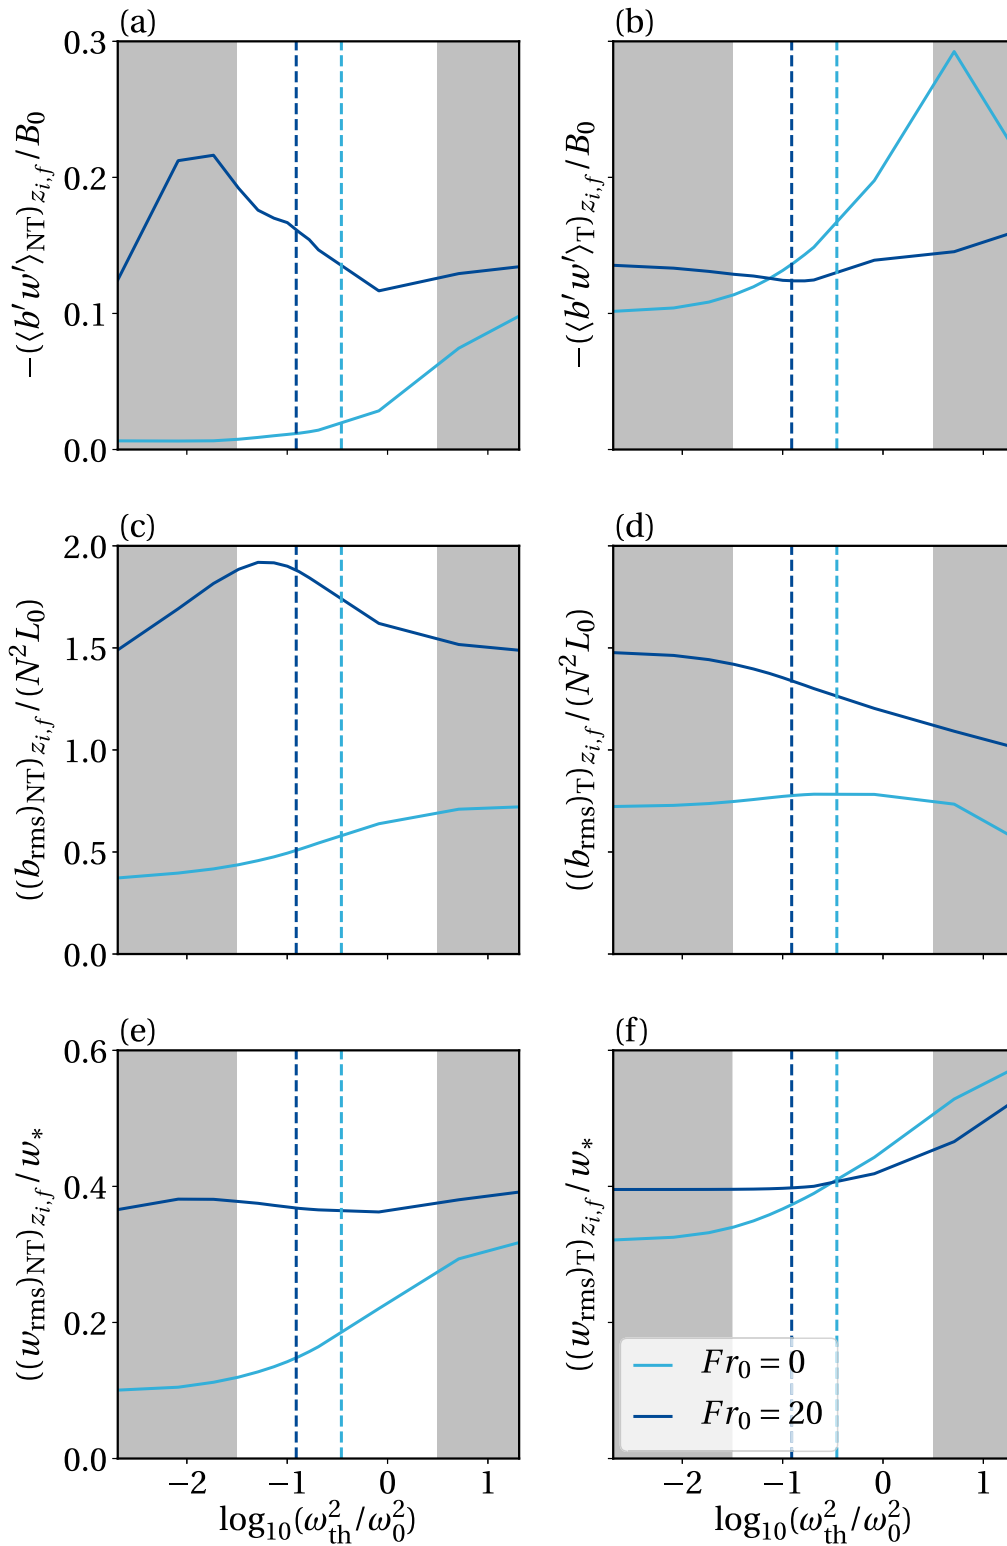 (a)
(b)
−(⟨b′w′⟩NT)zi,f/B0
0.3
0.2
0.1
0.0
−(⟨b′w′⟩T)zi,f/B0
(c)
(d)
((brms)NT)zi,f/(N²L0)
2.0
1.5
1.0
0.5
0.0
((brms)T)zi,f/(N²L0)
(e)
(f)
((wrms)NT)zi,f/w*
0.6
0.4
0.2
0.0
((wrms)T)zi,f/w*
Fr0 = 0
Fr0 = 20
−2 −1 0 1
−2 −1 0 1
log10(ω²th/ω²0)
log10(ω²th/ω²0)